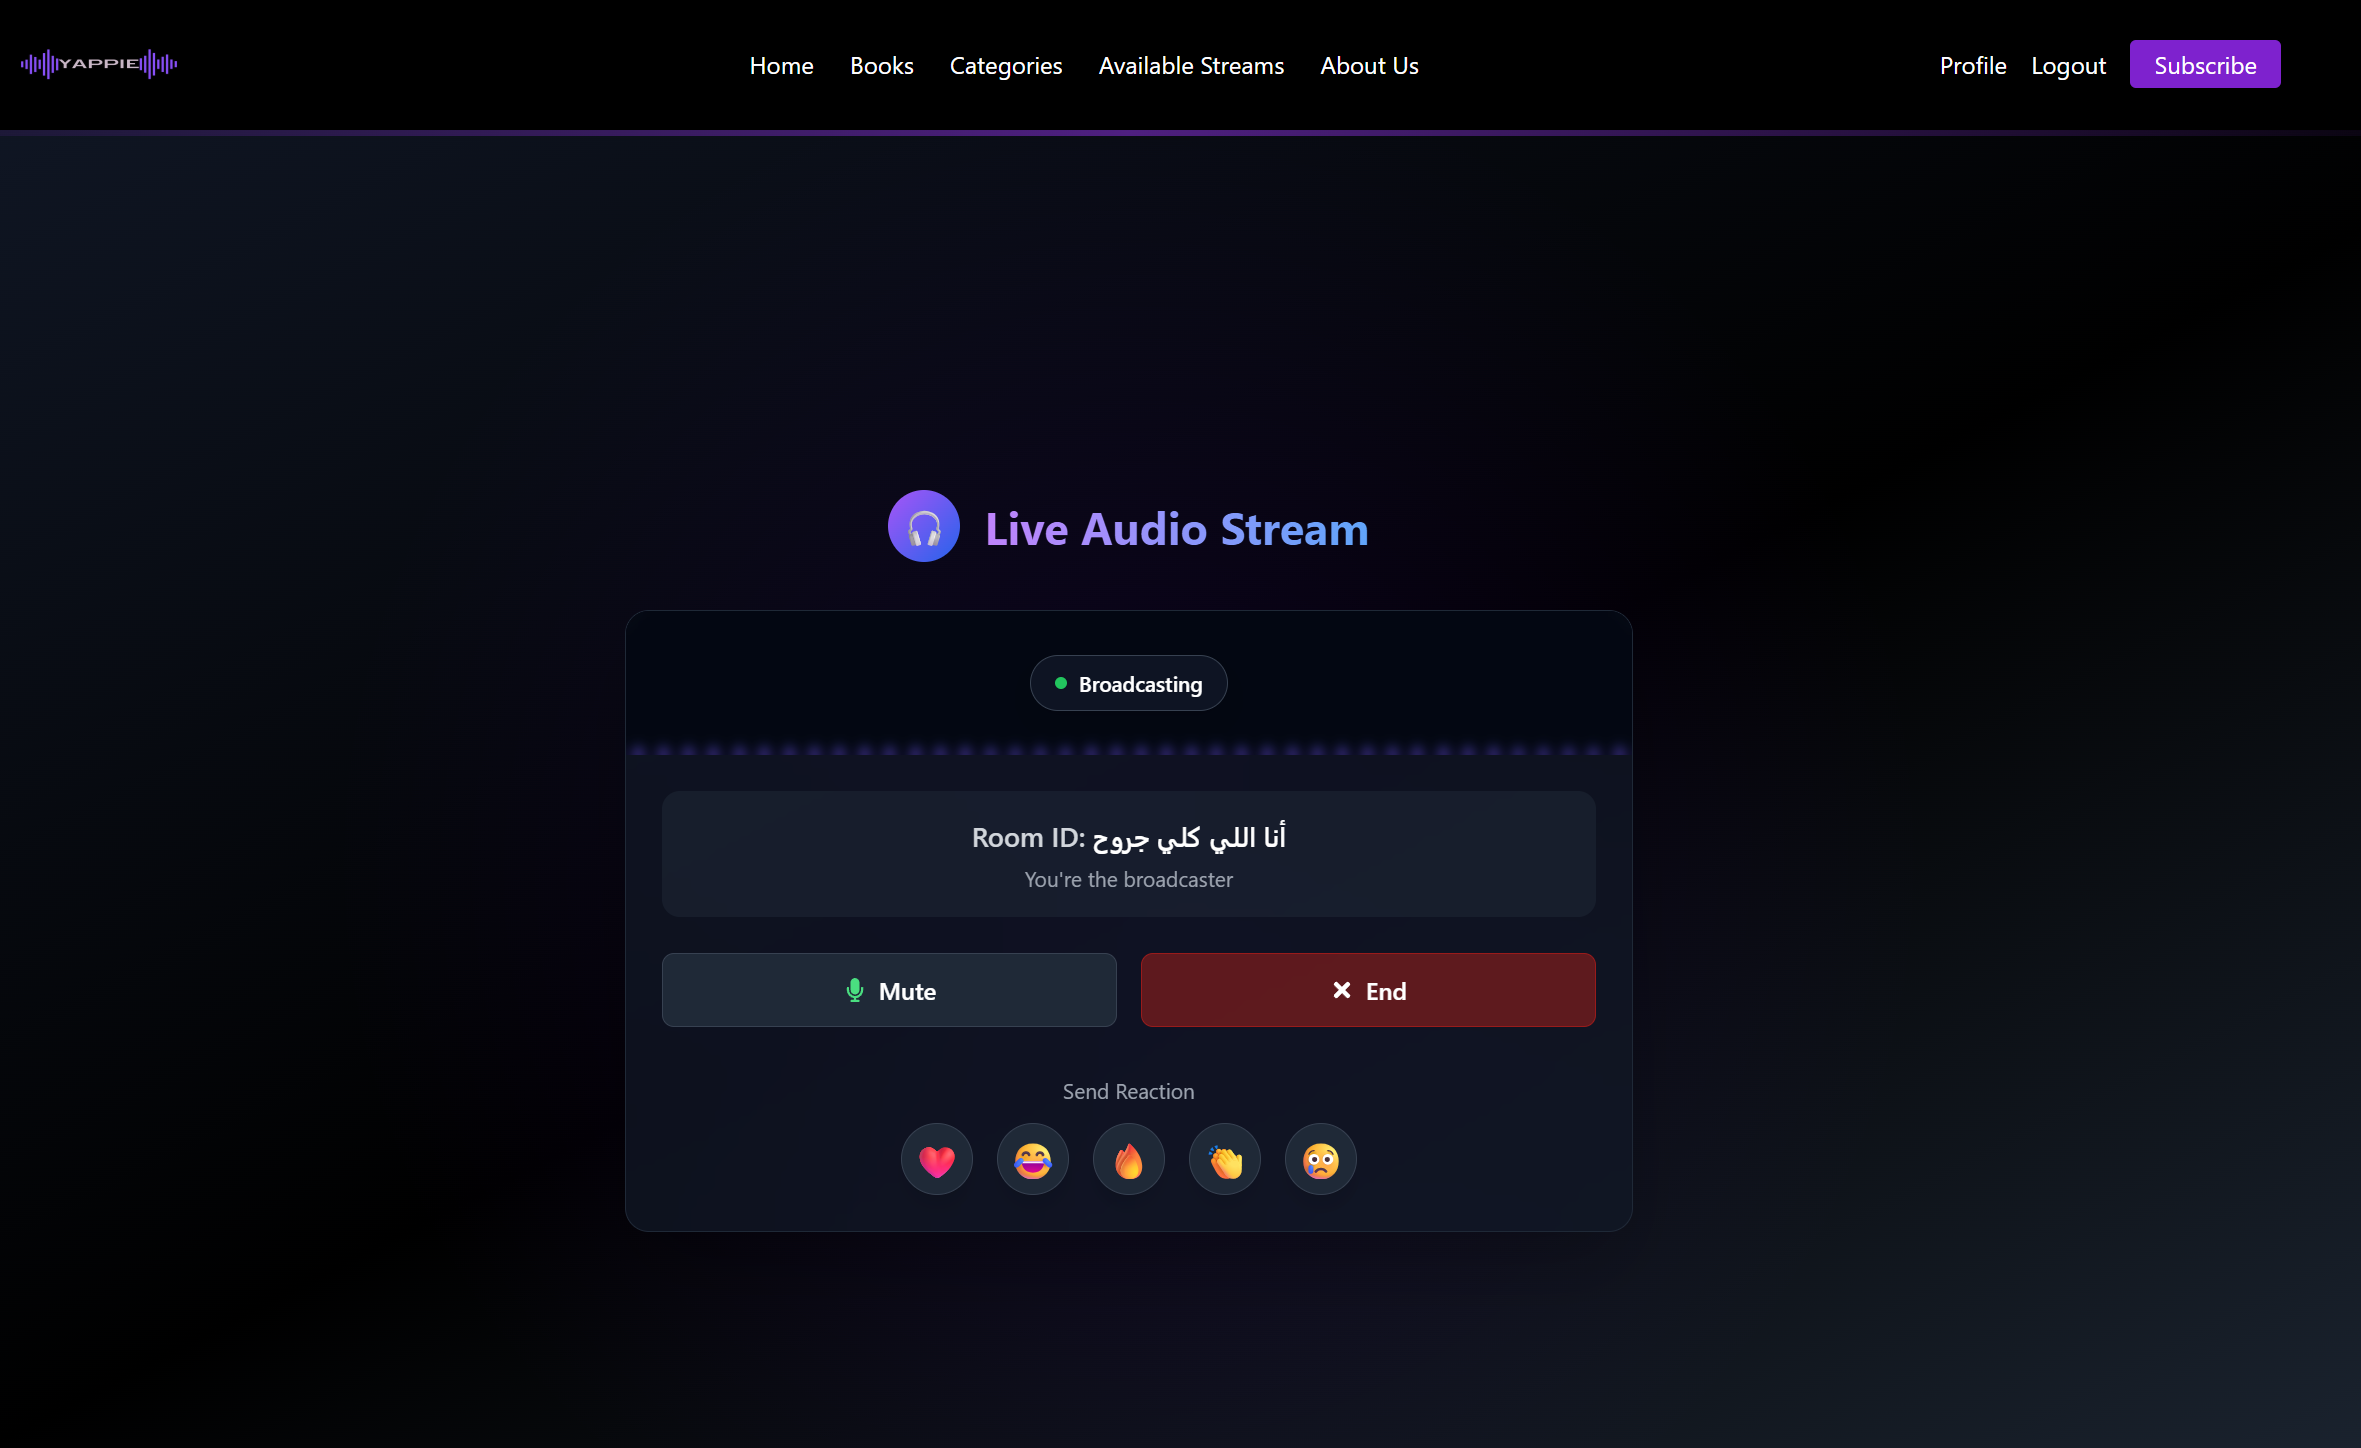 YAPPIE
Home Books Categories Available Streams About Us
Profile Logout Subscribe
Live Audio Stream
Broadcasting
Room ID: أنا اللي كلي جروح
You're the broadcaster
Mute
End
Send Reaction